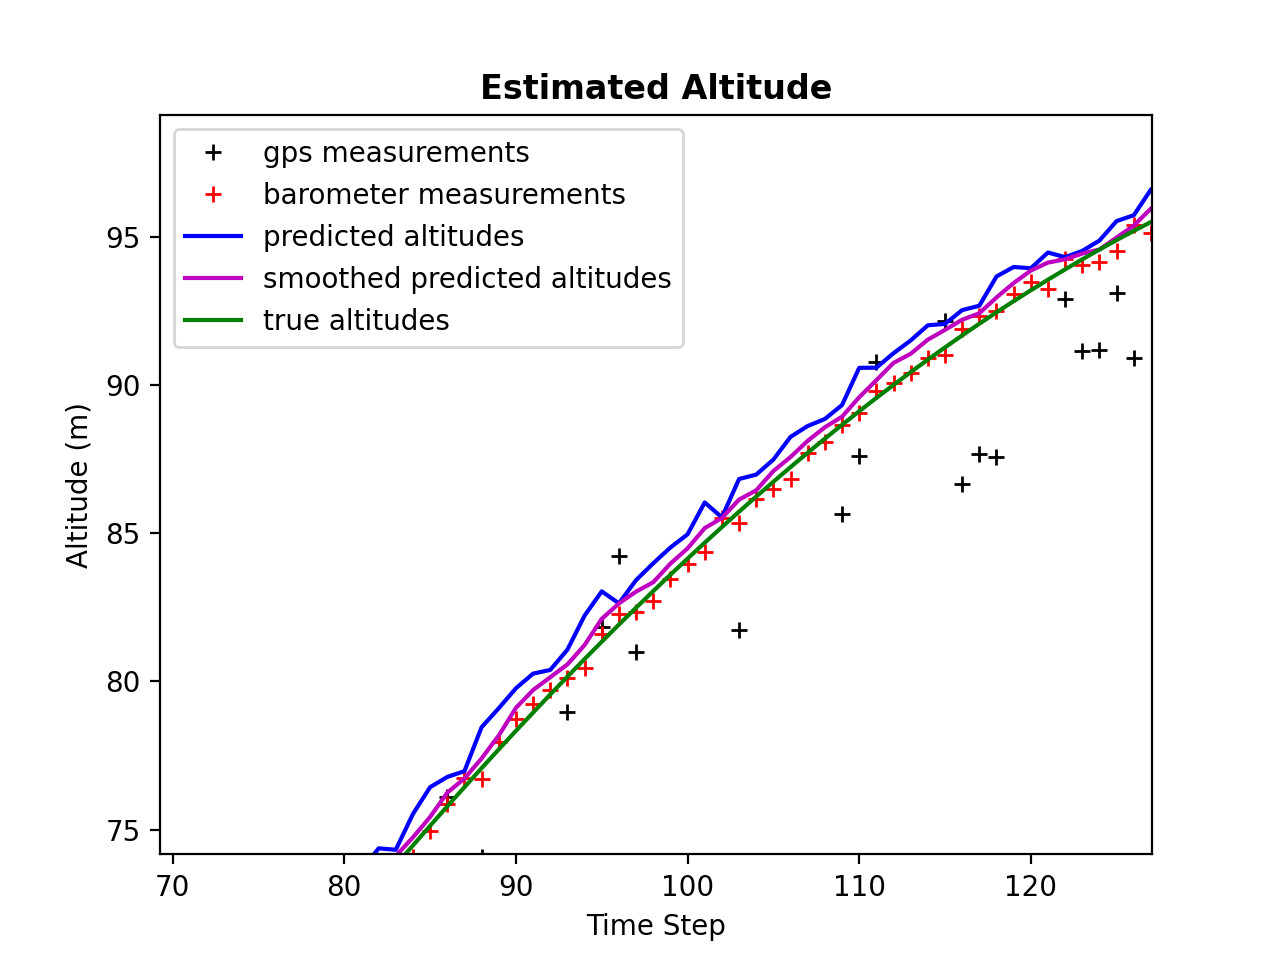 Estimated Altitude
gps measurements
barometer measurements
predicted altitudes
smoothed predicted altitudes
true altitudes
95
90
85
80
75
Altitude (m)
70 80 90 100 110 120
Time Step